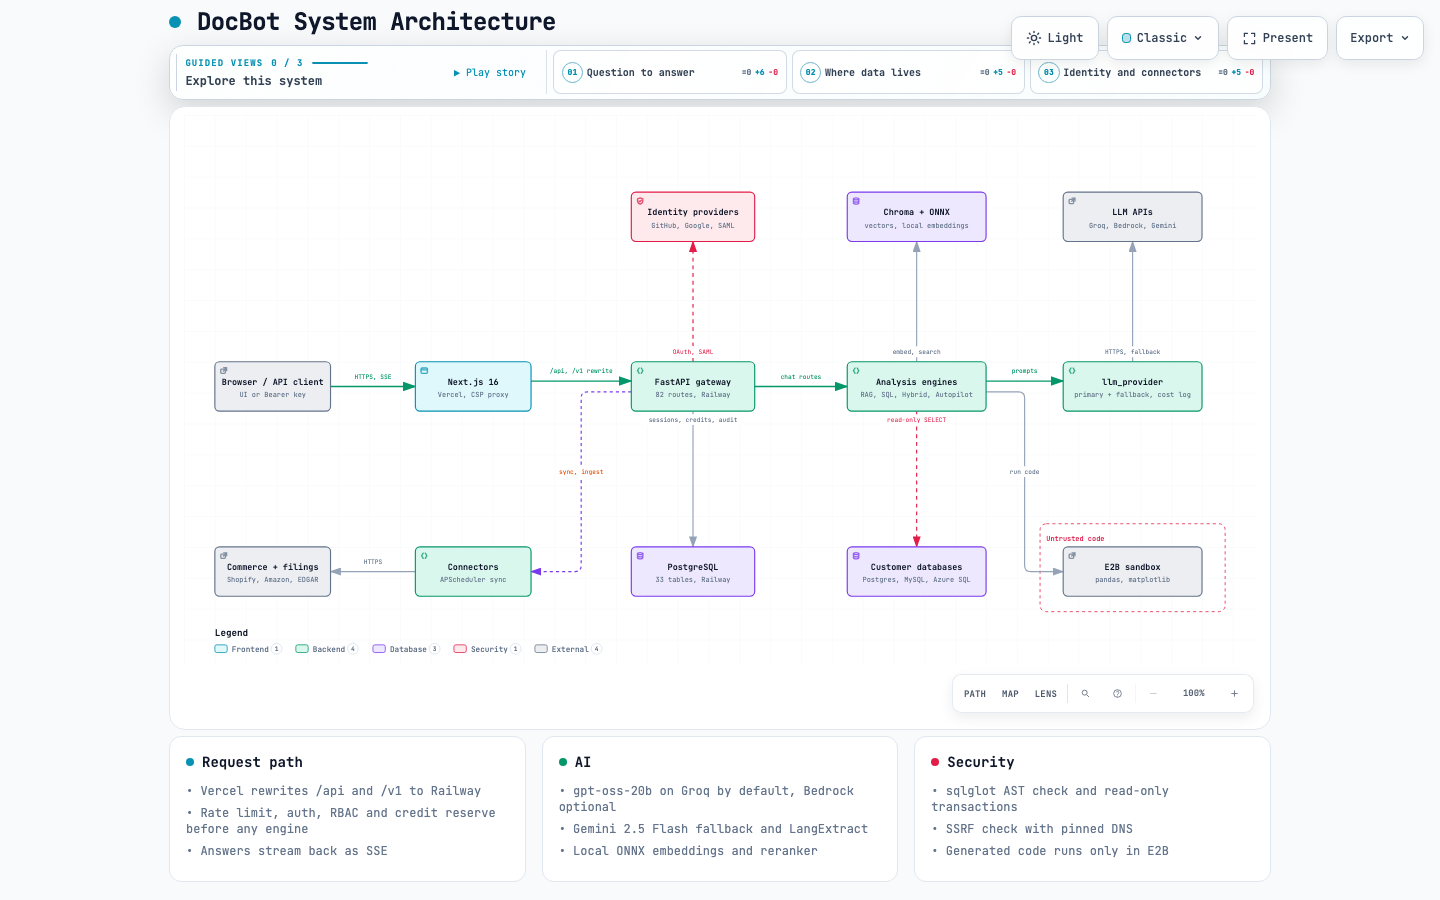 DocBot System Architecture
Light
Classic
Present
Export
GUIDED VIEWS 0 / 3
Explore this system
▶ Play story
01 Question to answer =0 +6 -0
02 Where data lives =0 +5 -0
03 Identity and connectors =0 +5 -0
Identity providers
GitHub, Google, SAML
Chroma + ONNX
vectors, local embeddings
LLM APIs
Groq, Bedrock, Gemini
OAuth, SAML
embed, search
HTTPS, fallback
Browser / API client
UI or Bearer key
HTTPS, SSE
Next.js 16
Vercel, CSP proxy
/api, /v1 rewrite
FastAPI gateway
82 routes, Railway
chat routes
Analysis engines
RAG, SQL, Hybrid, Autopilot
prompts
llm_provider
primary + fallback, cost log
sessions, credits, audit
read-only SELECT
sync, ingest
run code
Untrusted code
Commerce + filings
Shopify, Amazon, EDGAR
HTTPS
Connectors
APScheduler sync
PostgreSQL
33 tables, Railway
Customer databases
Postgres, MySQL, Azure SQL
E2B sandbox
pandas, matplotlib
Legend
Frontend 1 Backend 4 Database 3 Security 1 External 4
PATH MAP LENS − 100% +
Request path
• Vercel rewrites /api and /v1 to Railway
• Rate limit, auth, RBAC and credit reserve
before any engine
• Answers stream back as SSE
AI
• gpt-oss-20b on Groq by default, Bedrock
optional
• Gemini 2.5 Flash fallback and LangExtract
• Local ONNX embeddings and reranker
Security
• sqlglot AST check and read-only
transactions
• SSRF check with pinned DNS
• Generated code runs only in E2B